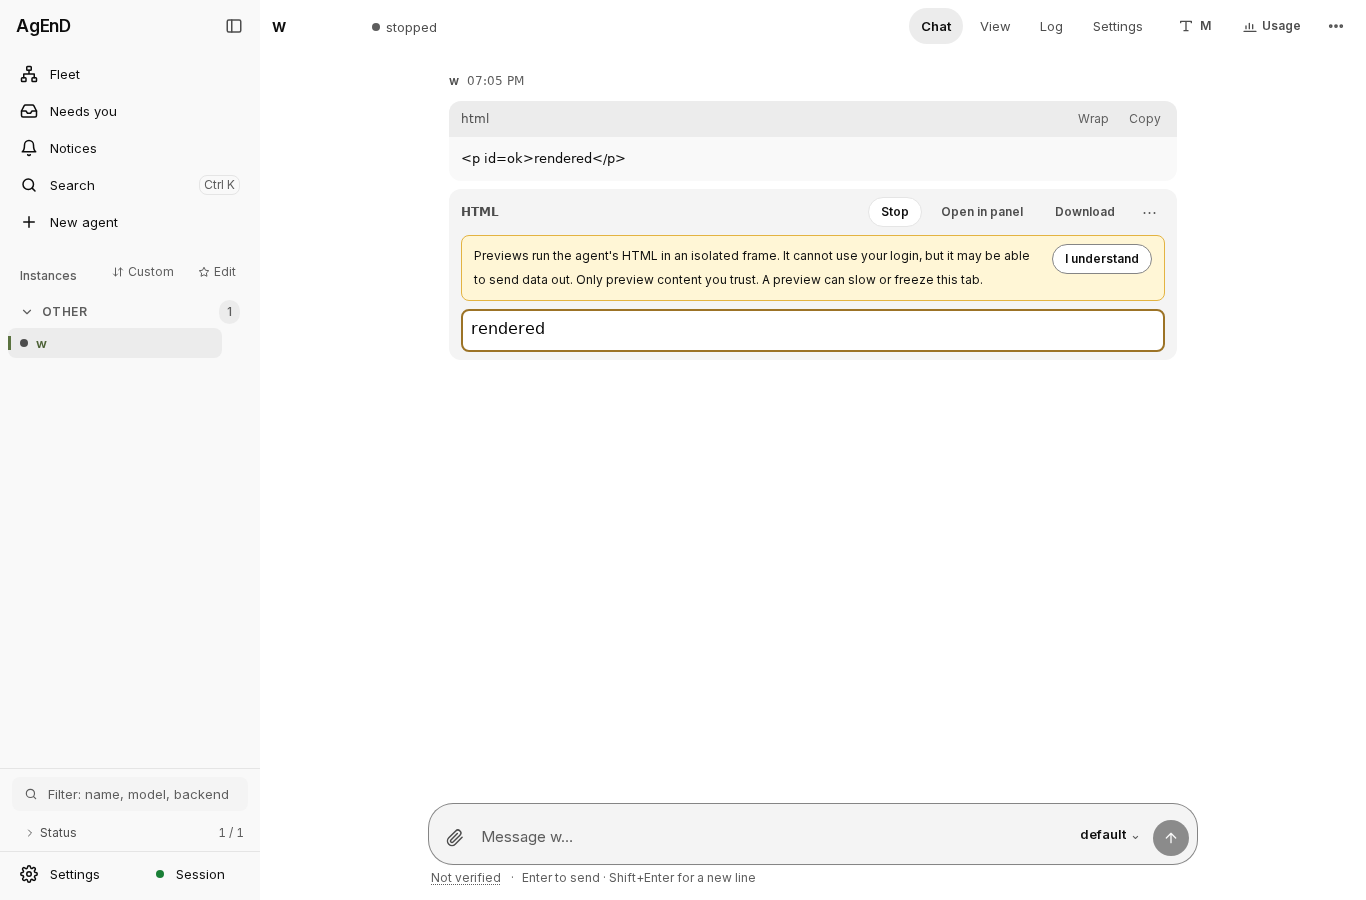 AgEnD
Fleet
Needs you
Notices
Search
Ctrl K
New agent
Instances
Custom
Edit
OTHER
1
w
Filter: name, model, backend
Status
1 / 1
Settings
Session
w
stopped
Chat
View
Log
Settings
M
Usage
w 07:05 PM
html
Wrap
Copy
<p id=ok>rendered</p>
HTML
Stop
Open in panel
Download
Previews run the agent's HTML in an isolated frame. It cannot use your login, but it may be able
to send data out. Only preview content you trust. A preview can slow or freeze this tab.
I understand
rendered
Message w...
default
Not verified · Enter to send · Shift+Enter for a new line